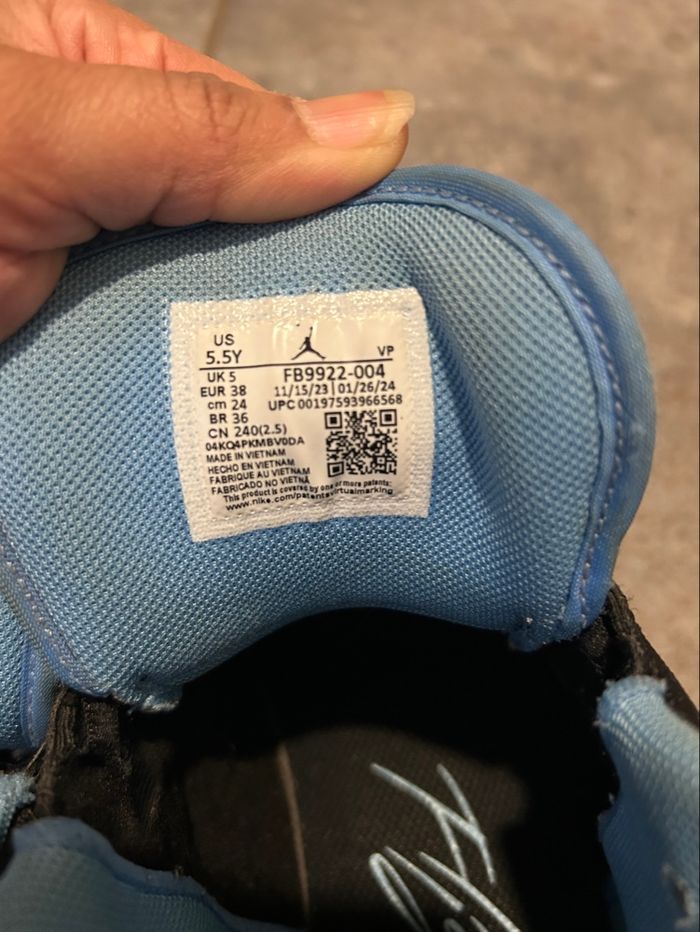 US
5.5Y
VP
UK 5
FB9922-004
EUR 38
11/15/23 | 01/26/24
cm 24
UPC 00197593966568
BR 36
CN 240(2.5)
04KQ4PKMBV0DA
MADE IN VIETNAM
HECHO EN VIETNAM
FABRIQUE AU VIETNAM
FABRICADO NO VIETNÃ
This product is covered by one or more patents:
www.nike.com/patentsvirtualmarking